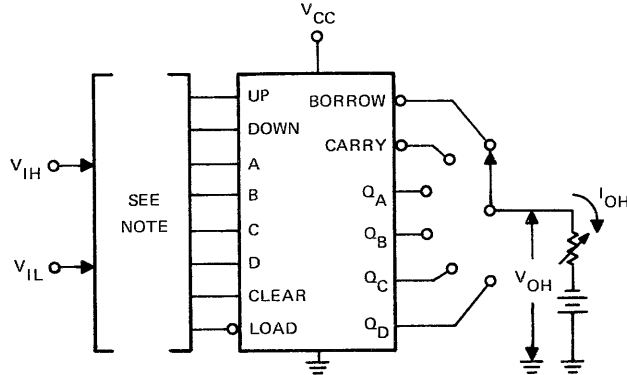 VCC
UP
DOWN
A
B
C
D
CLEAR
LOAD
BORROW
CARRY
QA
QB
QC
QD
VIH
VIL
SEE
NOTE
IOH
VOH